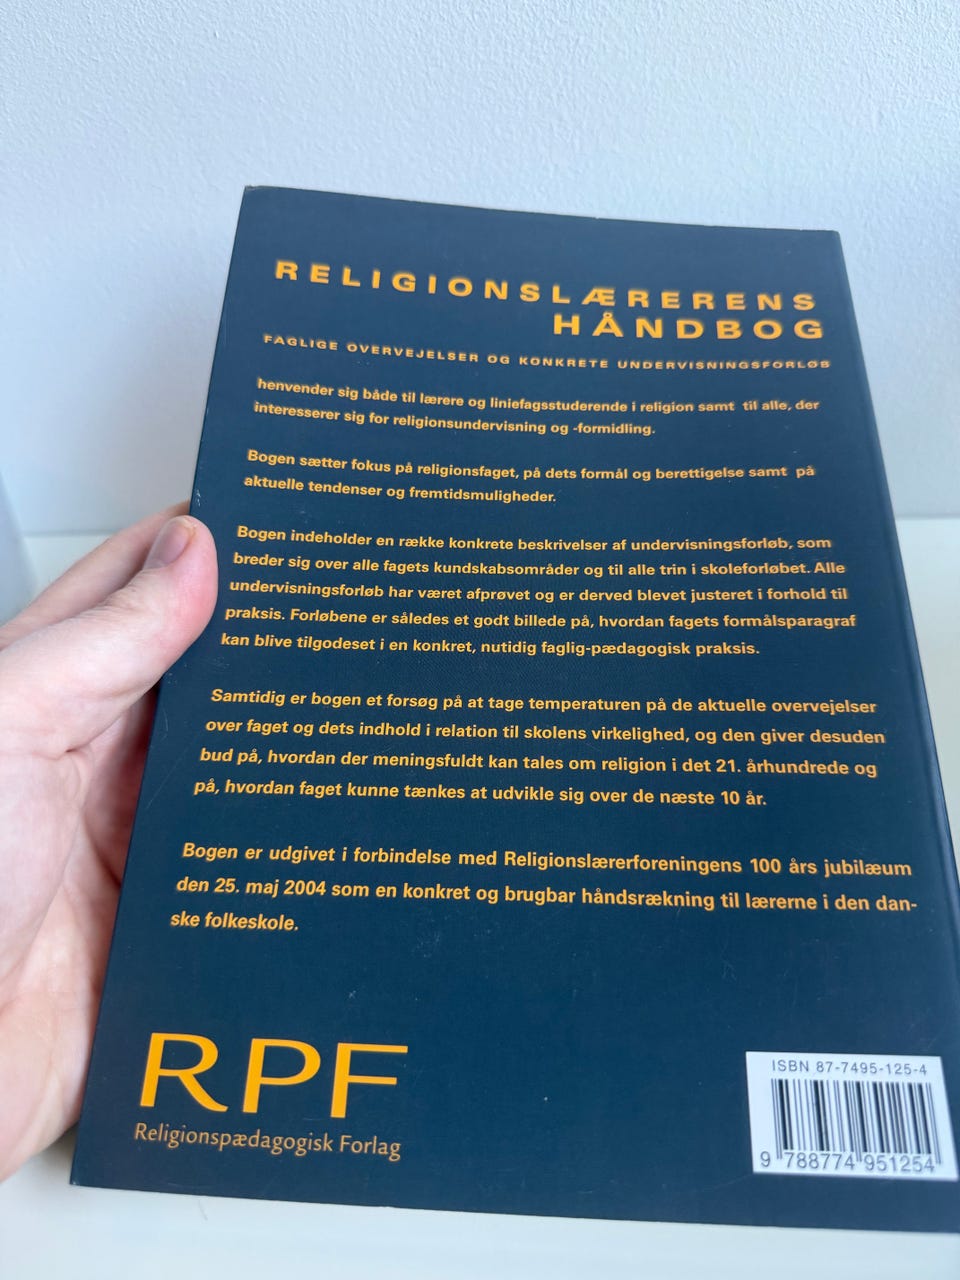 RELIGIONSLÆRERENS
HÅNDBOG
FAGLIGE OVERVEJELSER OG KONKRETE UNDERVISNINGSFORLØB
henvender sig både til lærere og liniefagsstuderende i religion samt til alle, der
interesserer sig for religionsundervisning og -formidling.
Bogen sætter fokus på religionsfaget, på dets formål og berettigelse samt på
aktuelle tendenser og fremtidsmuligheder.
Bogen indeholder en række konkrete beskrivelser af undervisningsforløb, som
breder sig over alle fagets kundskabsområder og til alle trin i skoleforløbet. Alle
undervisningsforløb har været afprøvet og er derved blevet justeret i forhold til
praksis. Forløbene er således et godt billede på, hvordan fagets formålsparagraf
kan blive tilgodeset i en konkret, nutidig faglig-pædagogisk praksis.
Samtidig er bogen et forsøg på at tage temperaturen på de aktuelle overvejelser
over faget og dets indhold i relation til skolens virkelighed, og den giver desuden
bud på, hvordan der meningsfuldt kan tales om religion i det 21. århundrede og
på, hvordan faget kunne tænkes at udvikle sig over de næste 10 år.
Bogen er udgivet i forbindelse med Religionslærerforeningens 100 års jubilæum
den 25. maj 2004 som en konkret og brugbar håndsrækning til lærerne i den dan-
ske folkeskole.
RPF
Religionspædagogisk Forlag
ISBN 87-7495-125-4
9 788774 951254